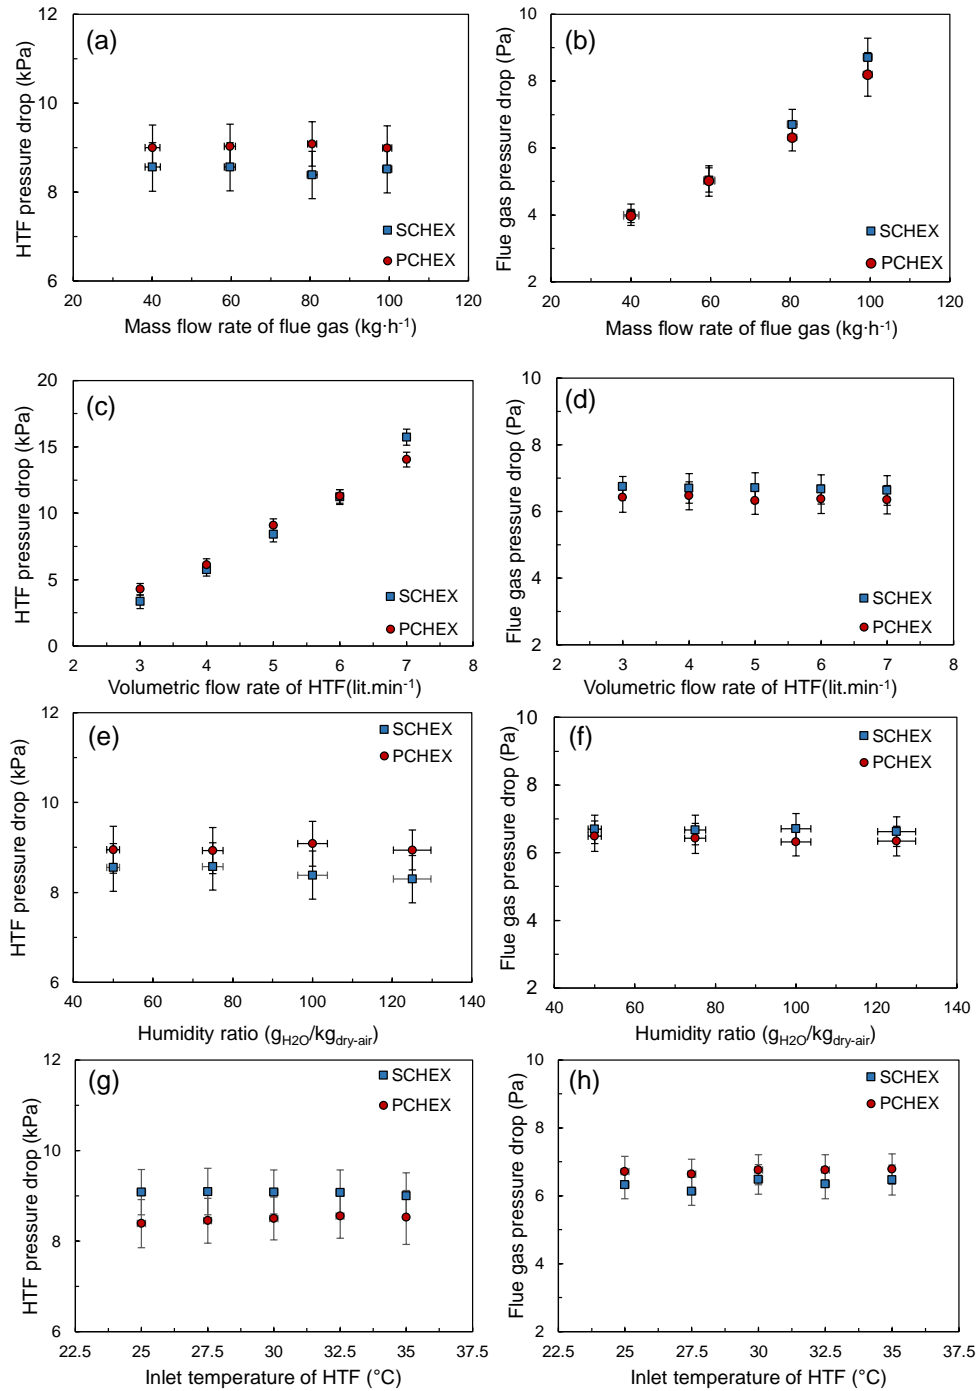 (a)
HTF pressure drop (kPa)
12
10
8
6
20
40
60
80
100
120
SCHEX
PCHEX
Mass flow rate of flue gas (kg·h-1)
(b)
Flue gas pressure drop (Pa)
10
8
6
4
2
20
40
60
80
100
120
SCHEX
PCHEX
Mass flow rate of flue gas (kg·h-1)
(c)
HTF pressure drop (kPa)
20
15
10
5
0
2
3
4
5
6
7
8
SCHEX
PCHEX
Volumetric flow rate of HTF(lit.min-1)
(d)
Flue gas pressure drop (Pa)
10
8
6
4
2
2
3
4
5
6
7
8
SCHEX
PCHEX
Volumetric flow rate of HTF(lit.min-1)
(e)
HTF pressure drop (kPa)
12
10
8
6
40
60
80
100
120
140
SCHEX
PCHEX
Humidity ratio (gH2O/kgdry-air)
(f)
Flue gas pressure drop (Pa)
10
8
6
4
2
40
60
80
100
120
140
SCHEX
PCHEX
Humidity ratio (gH2O/kgdry-air)
(g)
HTF pressure drop (kPa)
12
10
8
6
22.5
25
27.5
30
32.5
35
37.5
SCHEX
PCHEX
Inlet temperature of HTF (°C)
(h)
Flue gas pressure drop (Pa)
10
8
6
4
2
22.5
25
27.5
30
32.5
35
37.5
SCHEX
PCHEX
Inlet temperature of HTF (°C)